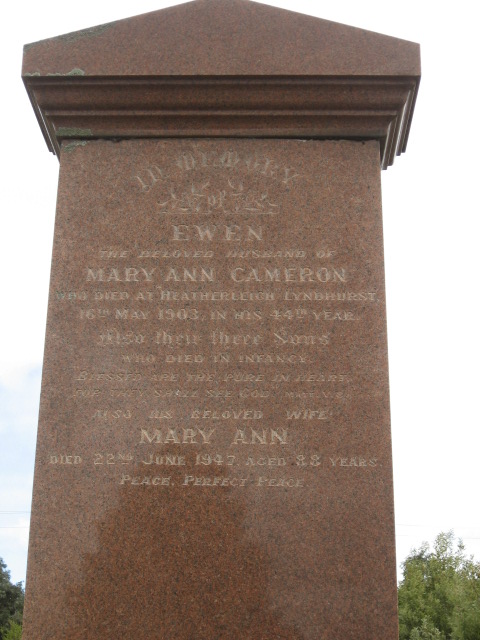 IN MEMORY
of
EWEN
THE BELOVED HUSBAND OF
MARY ANN CAMERON
WHO DIED AT HEATHERLEIGH LYNDHURST
16TH MAY 1903, IN HIS 44TH YEAR.
Also their three Sons
WHO DIED IN INFANCY.
BLESSED ARE THE PURE IN HEART,
FOR THEY SHALL SEE GOD
ALSO HIS BELOVED WIFE
MARY ANN
DIED 22ND JUNE 1947, AGED 88 YEARS.
PEACE, PERFECT PEACE.